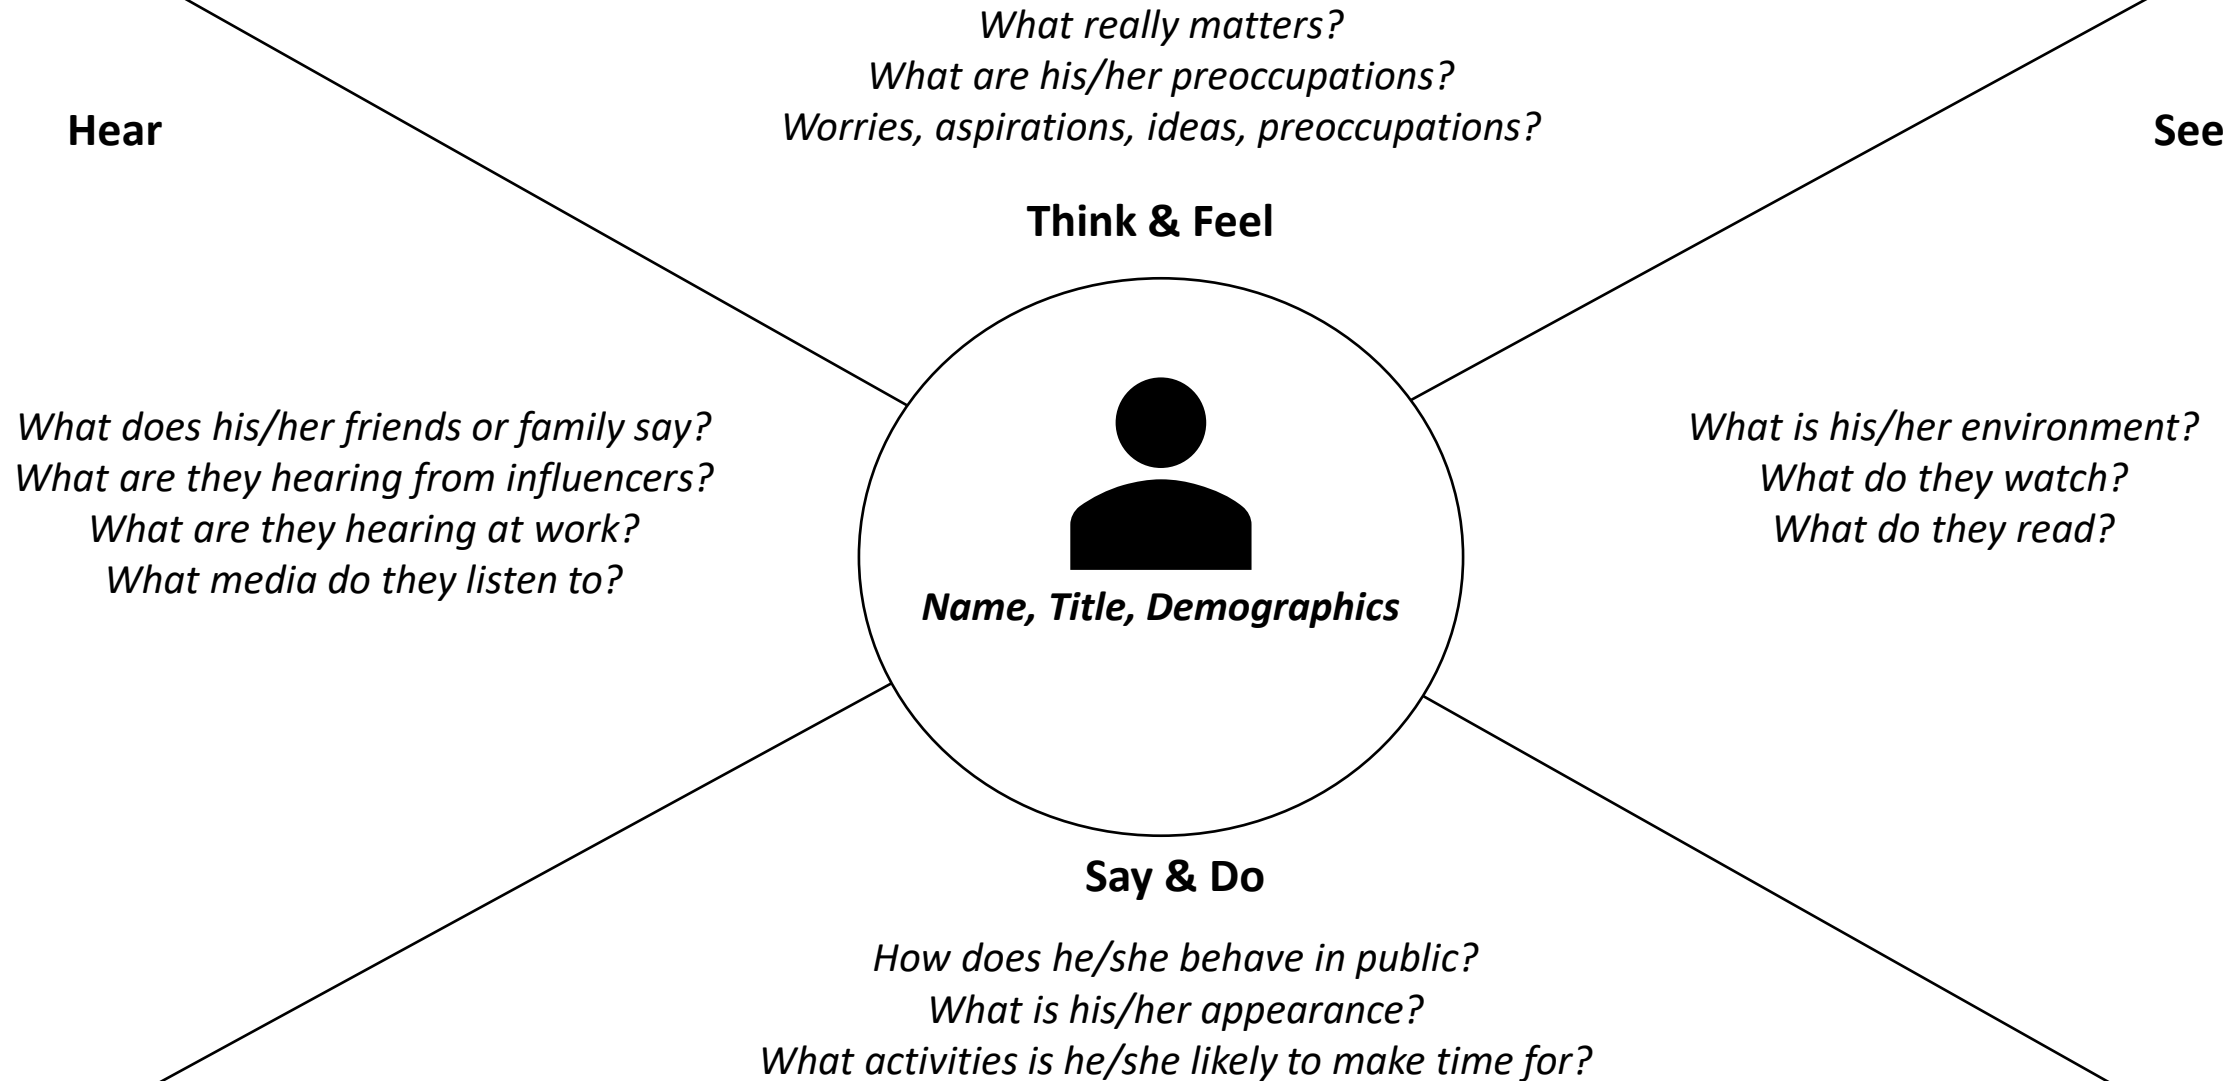 What really matters?
What are his/her preoccupations?
Worries, aspirations, ideas, preoccupations?
Hear
See
Think & Feel
What does his/her friends or family say?
What are they hearing from influencers?
What are they hearing at work?
What media do they listen to?
What is his/her environment?
What do they watch?
What do they read?
Name, Title, Demographics
Say & Do
How does he/she behave in public?
What is his/her appearance?
What activities is he/she likely to make time for?